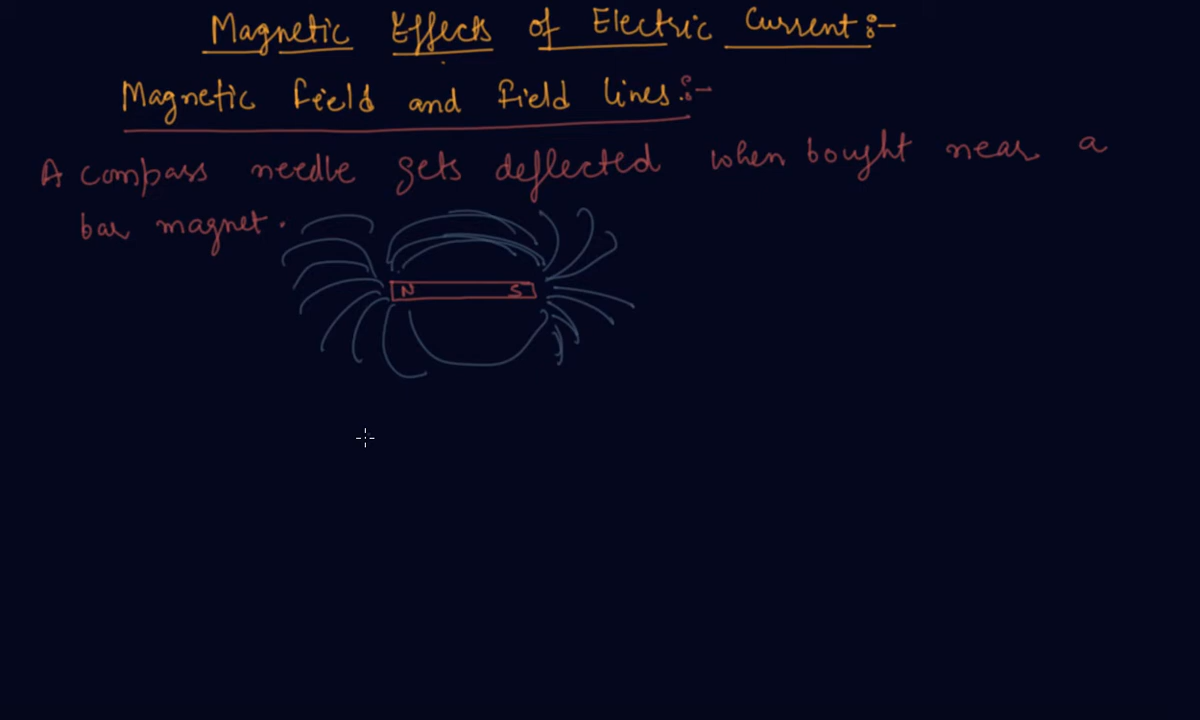 Magnetic Effects of Electric Current:-
Magnetic field and field lines:-
A compass needle gets deflected when bought near a
bar magnet.
N S